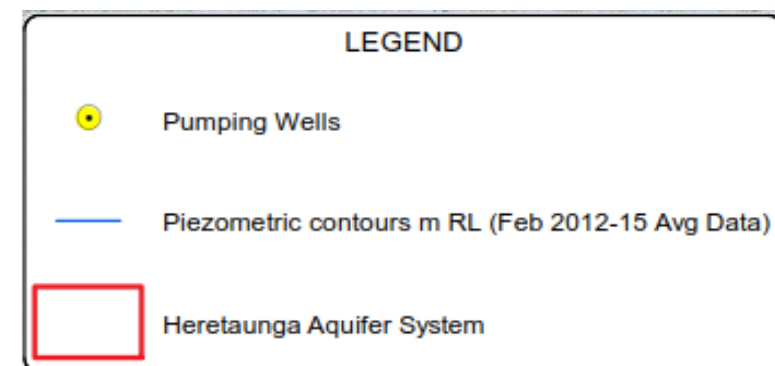 LEGEND
Pumping Wells
Piezometric contours m RL (Feb 2012-15 Avg Data)
Heretaunga Aquifer System